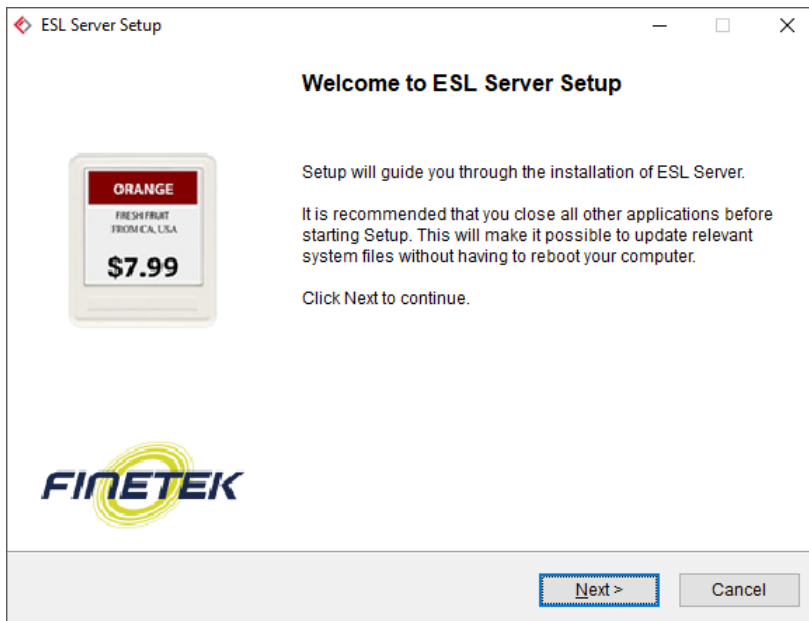 ESL Server Setup
Welcome to ESL Server Setup
Setup will guide you through the installation of ESL Server.
It is recommended that you close all other applications before
starting Setup. This will make it possible to update relevant
system files without having to reboot your computer.
Click Next to continue.
ORANGE
FRESH FRUIT
FROM CA, USA
$7.99
FINETEK
Next >
Cancel